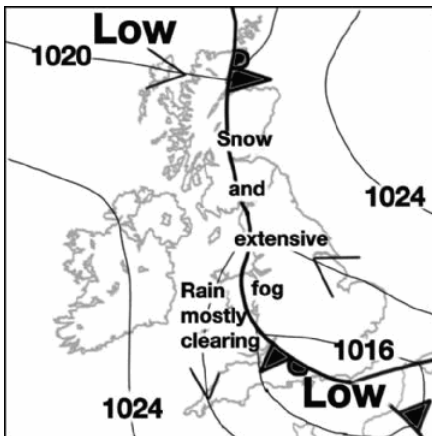 Low
1020
Snow
and
1024
extensive
Rain
fog
mostly
clearing
1016
Low
1024